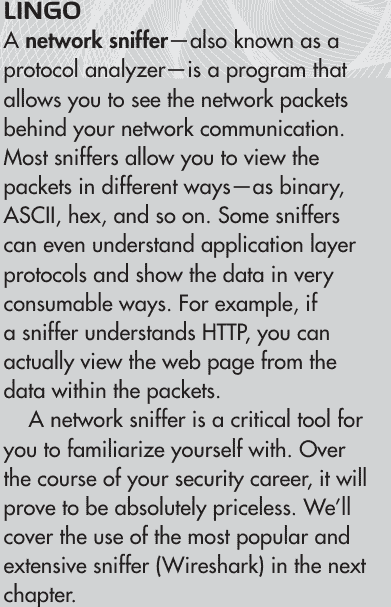 LINGO
A network sniffer—also known as a
protocol analyzer—is a program that
allows you to see the network packets
behind your network communication.
Most sniffers allow you to view the
packets in different ways—as binary,
ASCII, hex, and so on. Some sniffers
can even understand application layer
protocols and show the data in very
consumable ways. For example, if
a sniffer understands HTTP, you can
actually view the web page from the
data within the packets.
A network sniffer is a critical tool for
you to familiarize yourself with. Over
the course of your security career, it will
prove to be absolutely priceless. We’ll
cover the use of the most popular and
extensive sniffer (Wireshark) in the next
chapter.